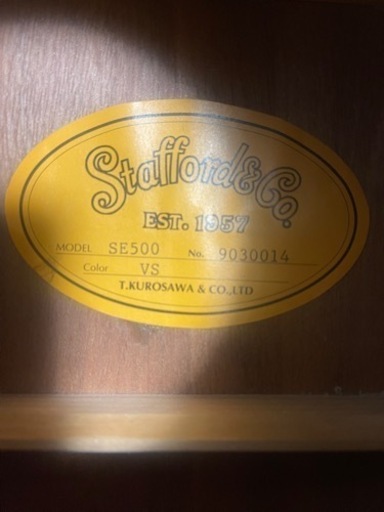 Stafford & Co.
EST. 1957
MODEL SE500 No. 9030014
Color VS
T.KUROSAWA & CO.,LTD